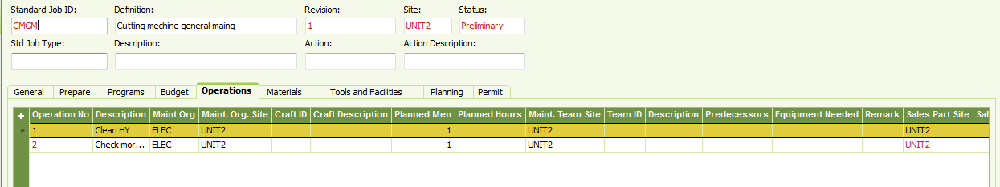 Standard Job ID: Definition: Revision: Site: Status:
CMGM Cutting mechine general maing 1 UNIT2 Preliminary
Std Job Type: Description: Action: Action Description:
General Prepare Programs Budget Operations Materials Tools and Facilities Planning Permit
Operation No Description Maint Org Maint. Org. Site Craft ID Craft Description Planned Men Planned Hours Maint. Team Site Team ID Description Predecessors Equipment Needed Remark Sales Part Site Sal
1 Clean HY ELEC UNIT2 1 UNIT2 UNIT2
2 Check mor... ELEC UNIT2 1 UNIT2 UNIT2